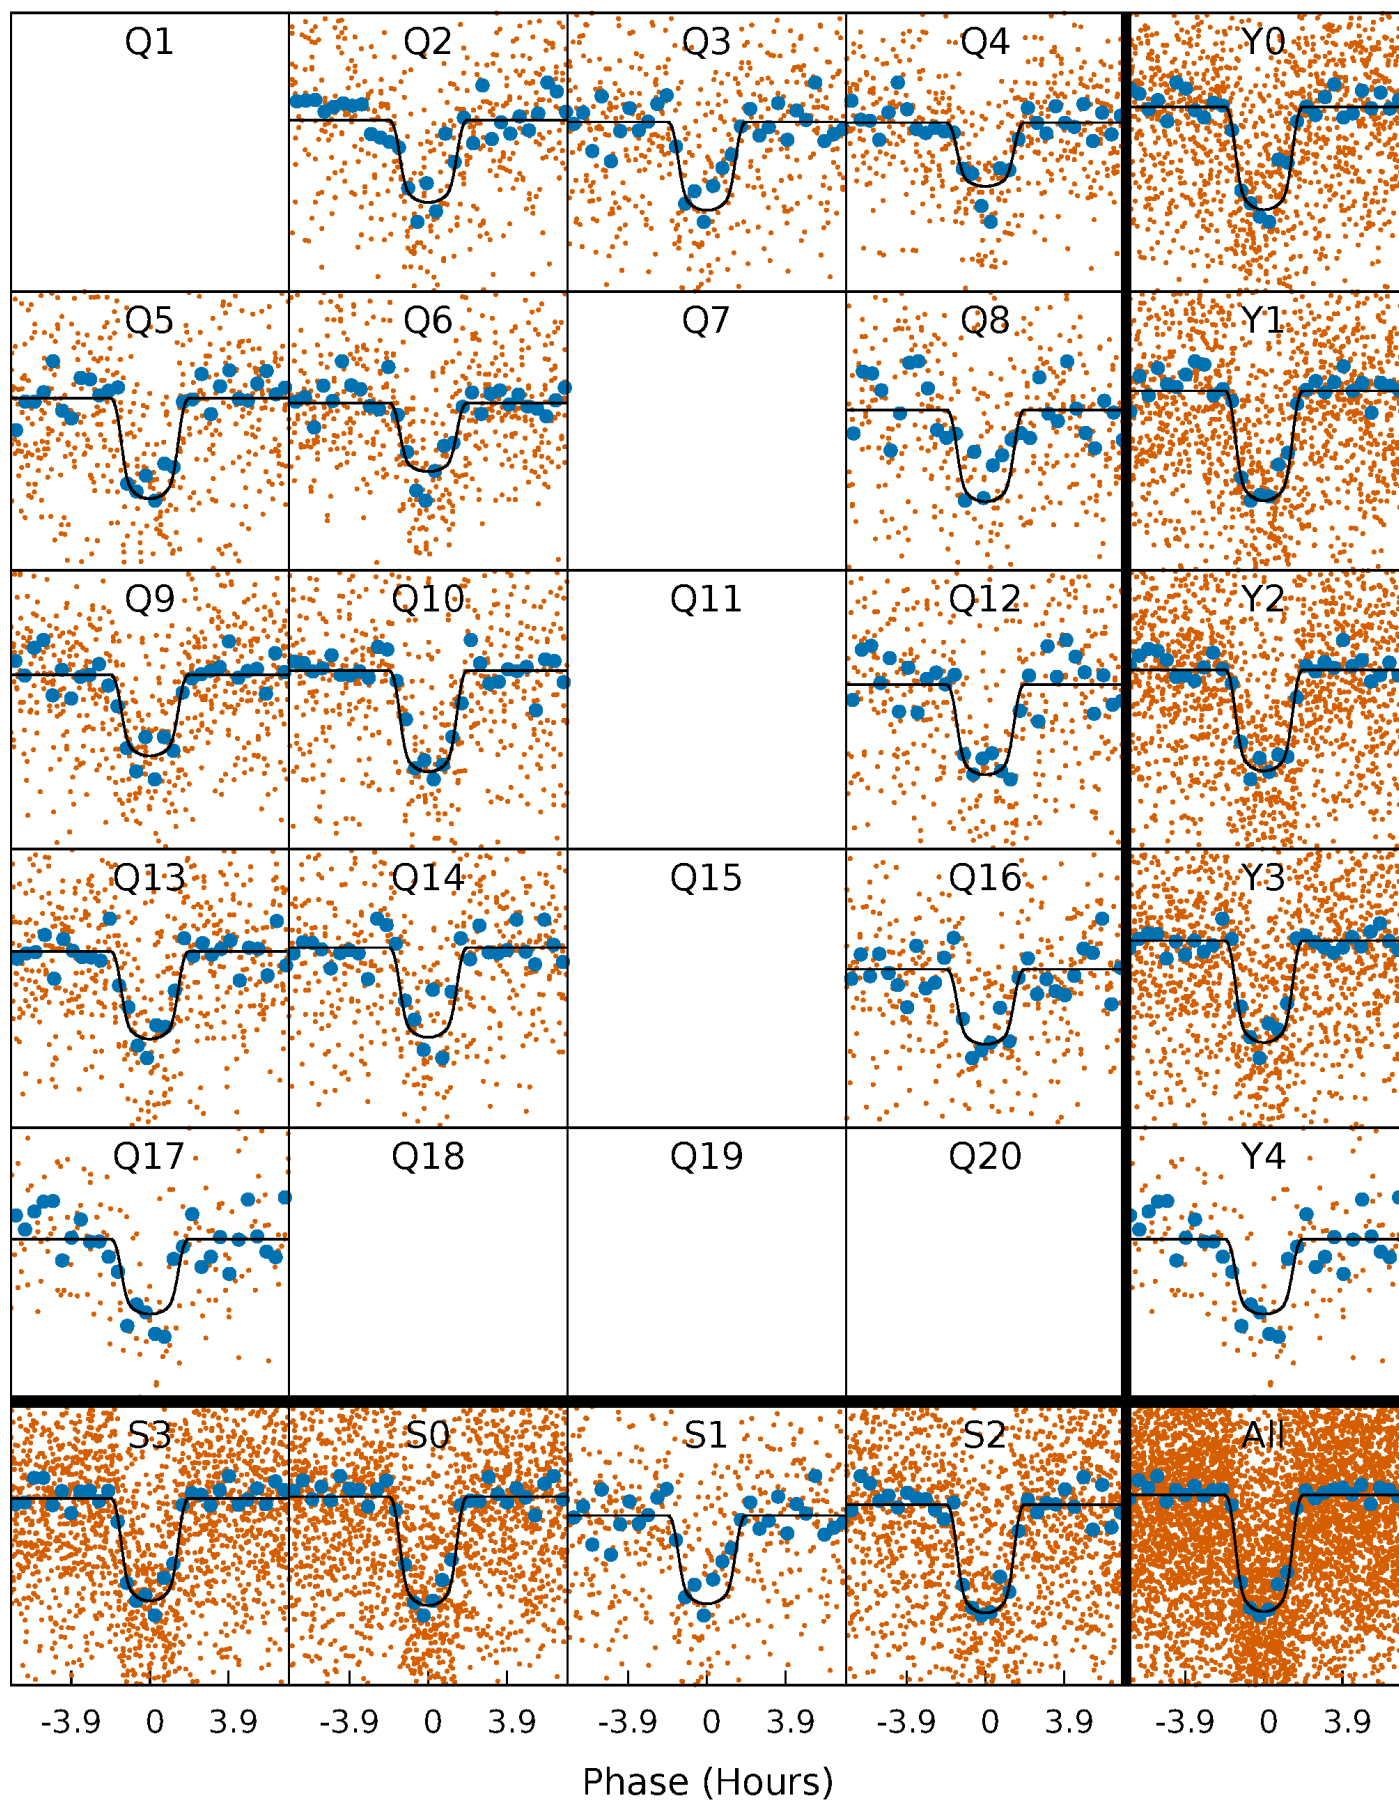 Q1 Q2 Q3 Q4 Y0
Q5 Q6 Q7 Q8 Y1
Q9 Q10 Q11 Q12 Y2
Q13 Q14 Q15 Q16 Y3
Q17 Q18 Q19 Q20 Y4
S3 S0 S1 S2 All
-3.9 0 3.9 -3.9 0 3.9 -3.9 0 3.9 -3.9 0 3.9 -3.9 0 3.9
Phase (Hours)